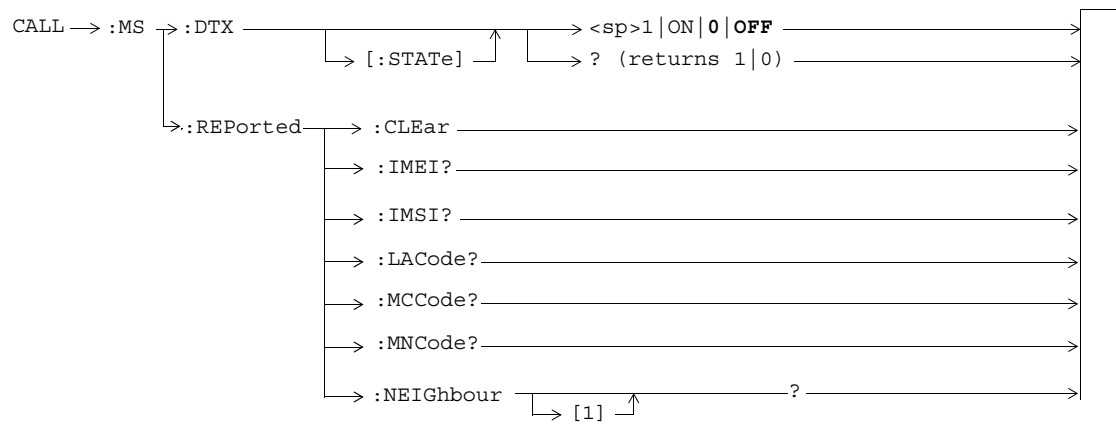 CALL :MS :DTX <sp>1|ON|0|OFF
[:STATe] ? (returns 1|0)
:REPorted :CLEar
:IMEI?
:IMSI?
:LACode?
:MCCode?
:MNCode?
:NEIGhbour ?
[1]